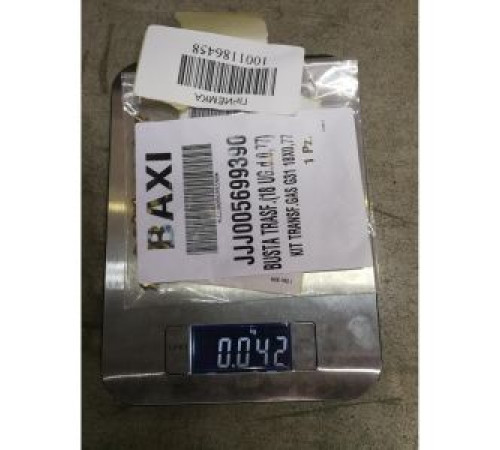 1001186458
ПРИЁМКА
BAXI
JJJ005699390
BUSTA TRASF.(18 UG.d.0,77)
KIT TRANSF.GAS G31 18X0,77
1 Pz.
kg
0.042